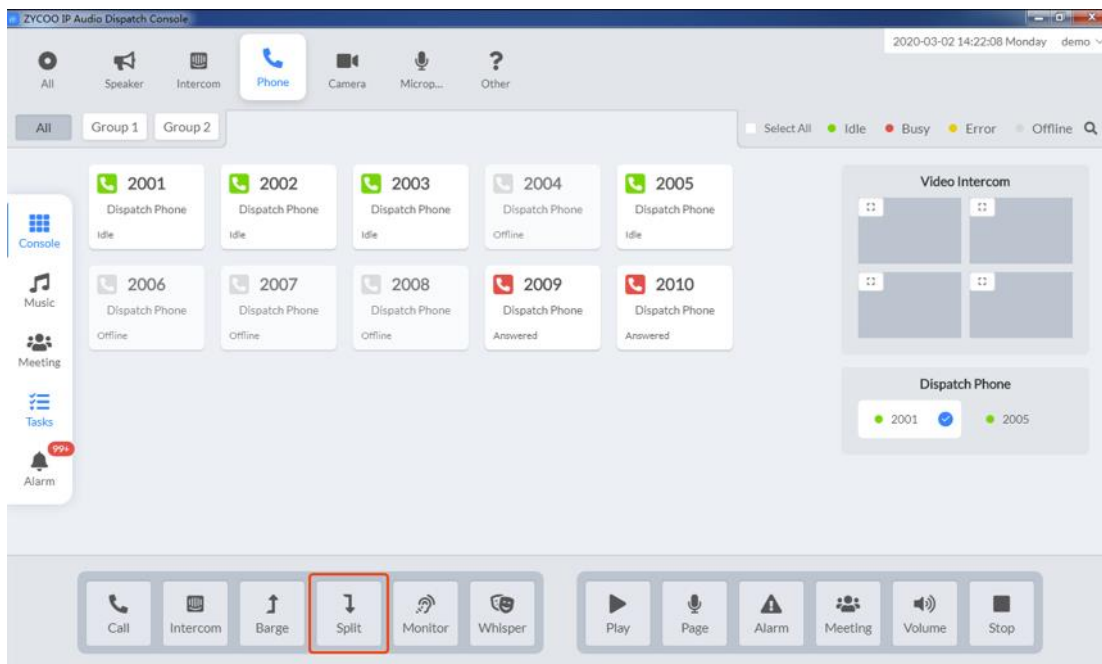 ZYCOO IP Audio Dispatch Console
2020-03-02 14:22:08 Monday demo
All Speaker Intercom Phone Camera Microp... Other
All Group 1 Group 2 Select All Idle Busy Error Offline
2001 2002 2003 2004 2005
Dispatch Phone Dispatch Phone Dispatch Phone Dispatch Phone Dispatch Phone
Idle Idle Idle Offline Idle
2006 2007 2008 2009 2010
Dispatch Phone Dispatch Phone Dispatch Phone Dispatch Phone Dispatch Phone
Offline Offline Offline Answered Answered
Console
Music
Meeting
Tasks
99+
Alarm
Video Intercom
Dispatch Phone
2001 2005
Call Intercom Barge Split Monitor Whisper Play Page Alarm Meeting Volume Stop